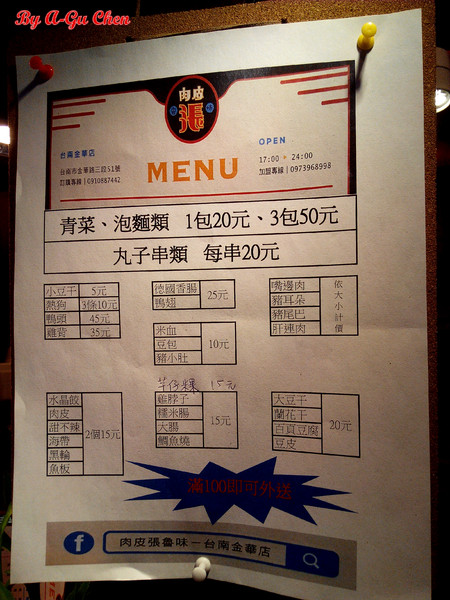 By A-Gu Chen
肉皮
張
魯 味
台南金華店
台南市金華路三段51號
訂購專線 | 0910887442
MENU
OPEN
17:00 24:00
加盟專線 | 0973968998
青菜、泡麵類 1包20元、3包50元
丸子串類 每串20元
小豆干 5元
熱狗 3條10元
鴨頭 45元
雞背 35元
德國香腸
鴨翅
25元
米血
豆包
豬小肚
10元
嘴邊肉
豬耳朵
豬尾巴
肝連肉
依大小計價
水晶餃
肉皮
甜不辣
海帶
黑輪
魚板
2個15元
芋仔粿 15元
雞脖子
糯米腸
大腸
鯛魚燒
15元
大豆干
蘭花干
百頁豆腐
豆皮
20元
滿100即可外送
f 肉皮張魯味－台南金華店